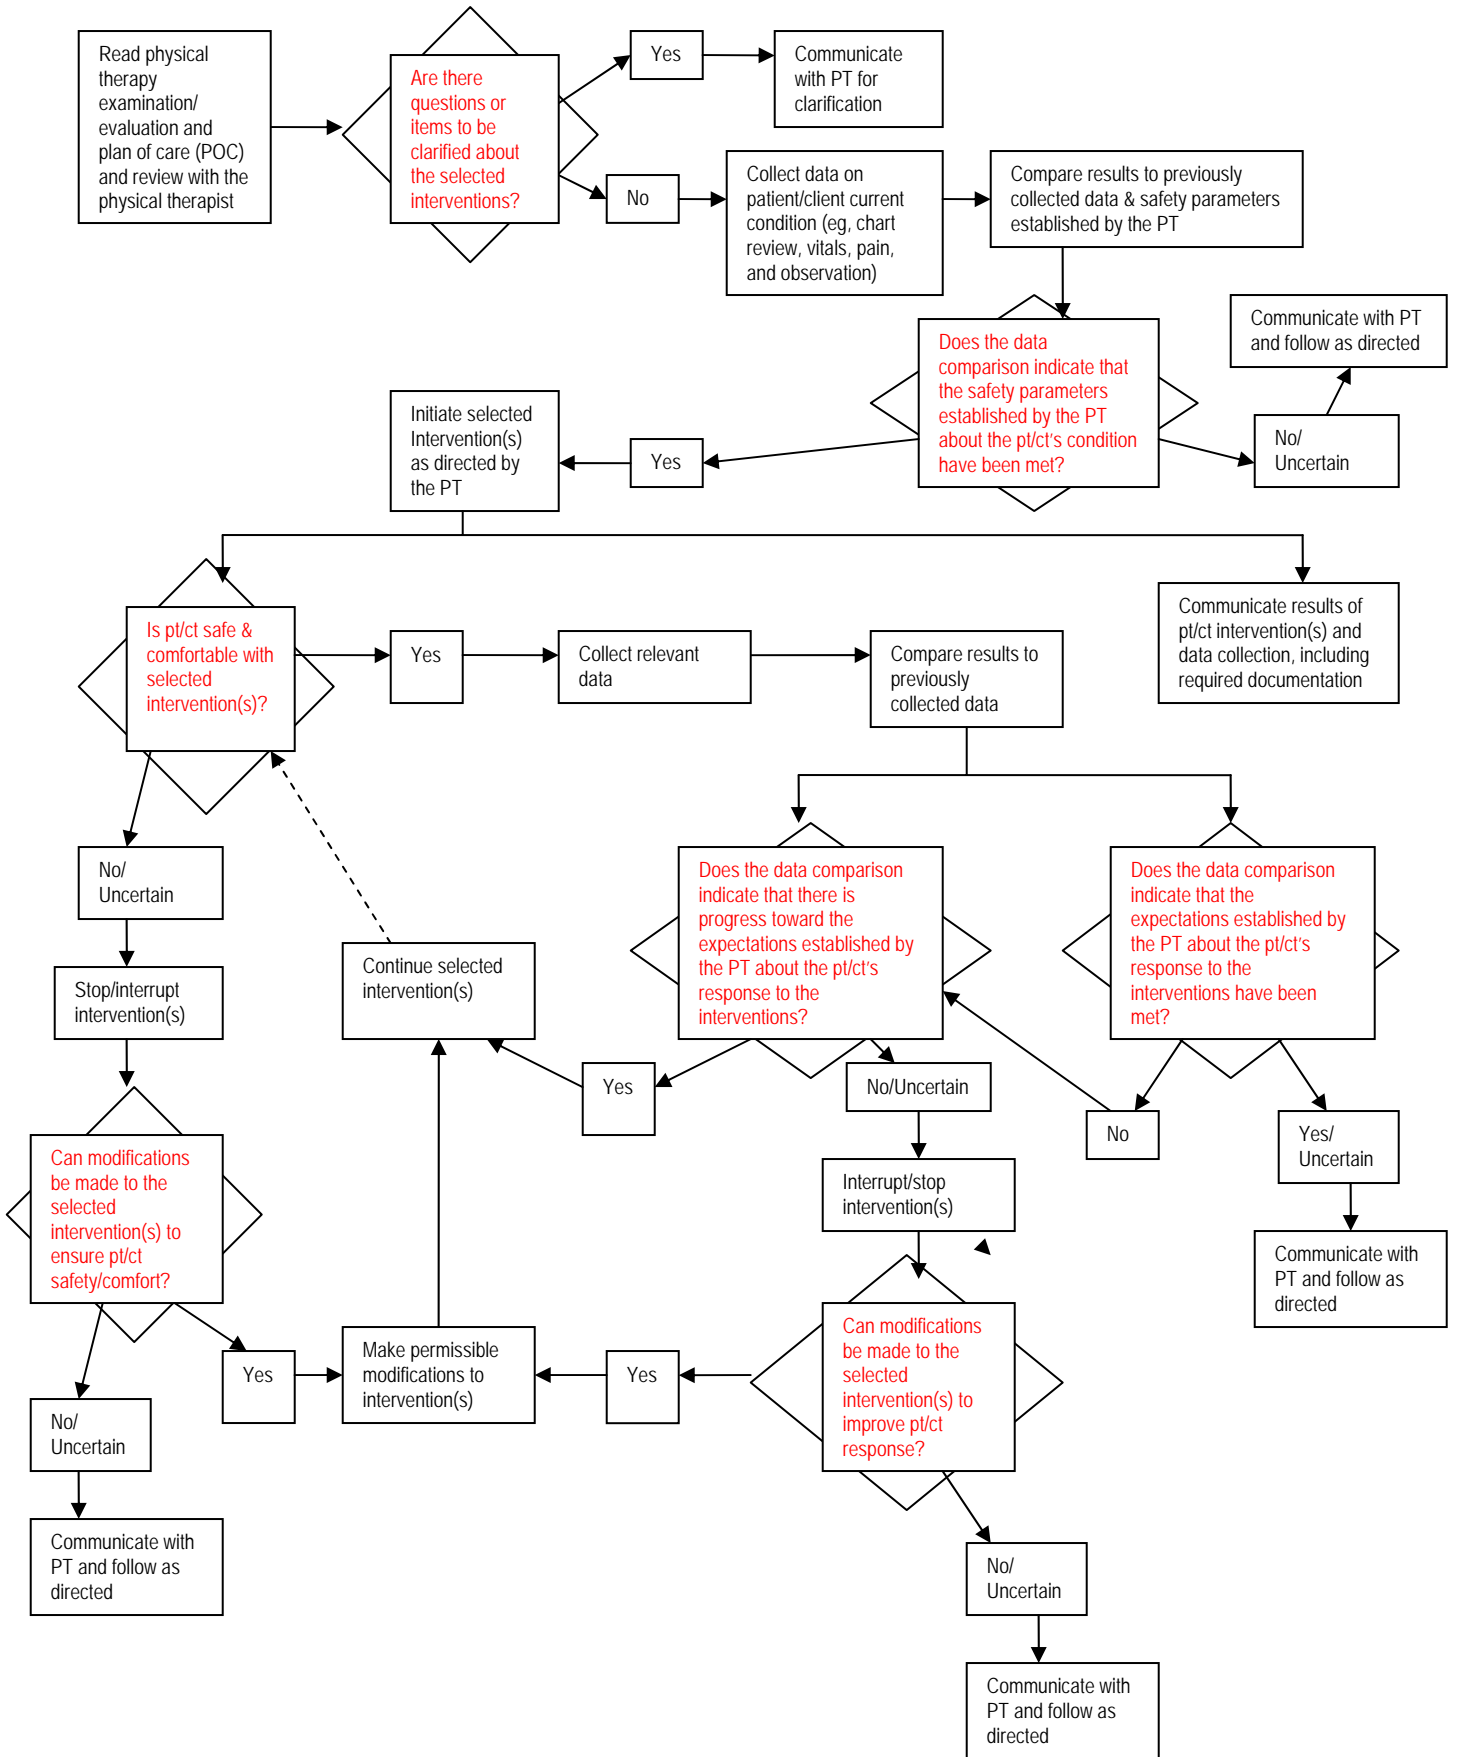 Read physical
therapy
examination/
evaluation and
plan of care (POC)
and review with the
physical therapist
Are there
questions or
items to be
clarified about
the selected
interventions?
Yes
Communicate
with PT for
clarification
No
Collect data on
patient/client current
condition (eg, chart
review, vitals, pain,
and observation)
Compare results to previously
collected data & safety parameters
established by the PT
Does the data
comparison indicate that
the safety parameters
established by the PT
about the pt/ct's condition
have been met?
Communicate with PT
and follow as directed
No/
Uncertain
Yes
Initiate selected
Intervention(s)
as directed by
the PT
Is pt/ct safe &
comfortable with
selected
intervention(s)?
Yes
Collect relevant
data
Compare results to
previously
collected data
Communicate results of
pt/ct intervention(s) and
data collection, including
required documentation
No/
Uncertain
Stop/interrupt
intervention(s)
Continue selected
intervention(s)
Does the data comparison
indicate that there is
progress toward the
expectations established by
the PT about the pt/ct's
response to the
interventions?
Does the data comparison
indicate that the
expectations established by
the PT about the pt/ct's
response to the
interventions have been
met?
Yes
No/Uncertain
No
Yes/
Uncertain
Interrupt/stop
intervention(s)
Communicate with
PT and follow as
directed
Can modifications
be made to the
selected
intervention(s) to
ensure pt/ct
safety/comfort?
Yes
Make permissible
modifications to
intervention(s)
Yes
Can modifications
be made to the
selected
intervention(s) to
improve pt/ct
response?
No/
Uncertain
Communicate with
PT and follow as
directed
No/
Uncertain
Communicate with
PT and follow as
directed